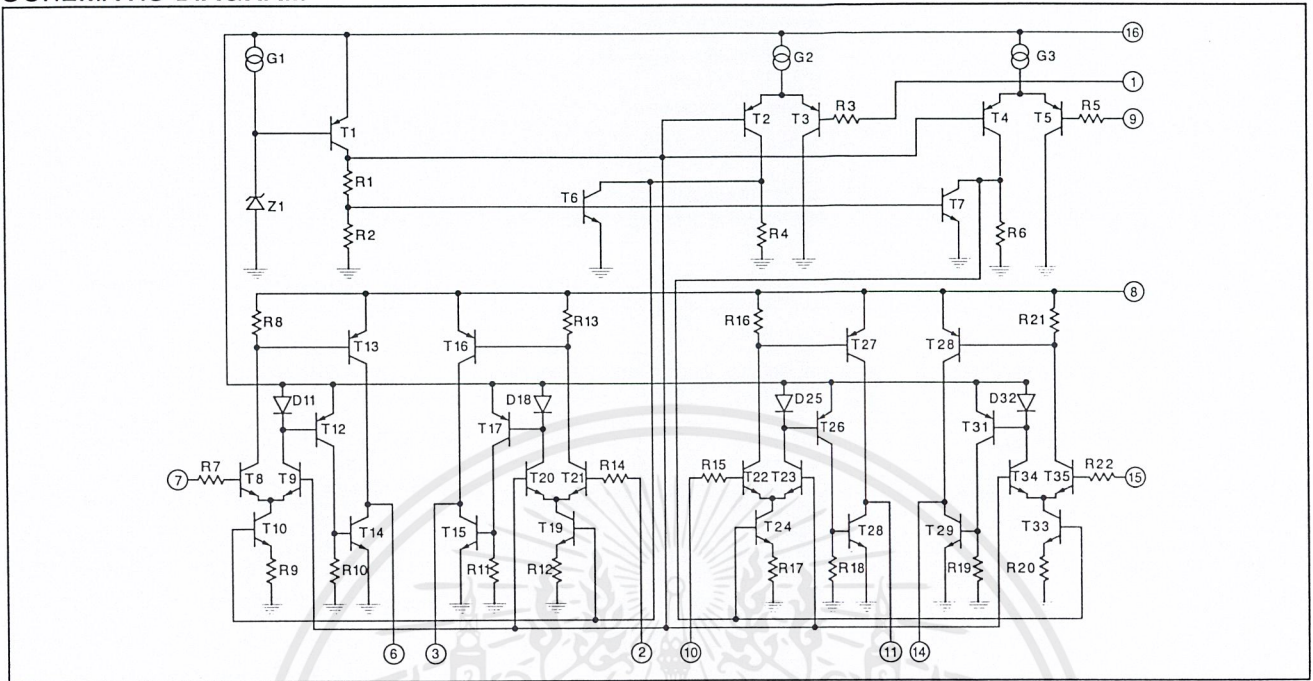 G1 G2 G3 16
1
T1 T2 T3 R3 T4 T5 R5 9
R1 T6 T7
Z1 R2 R4 R6
8
R8 R13 R16 R21
T13 T16 T27 T28
D11 D18 D25 D32
T12 T17 T26 T31
7 R7 T8 T9 T20 T21 R14 R15 T22 T23 T34 T35 R22 15
T10 T14 T15 T19 T24 T28 T29 T33
R9 R10 R11 R12 R17 R18 R19 R20
6 3 2 10 11 14